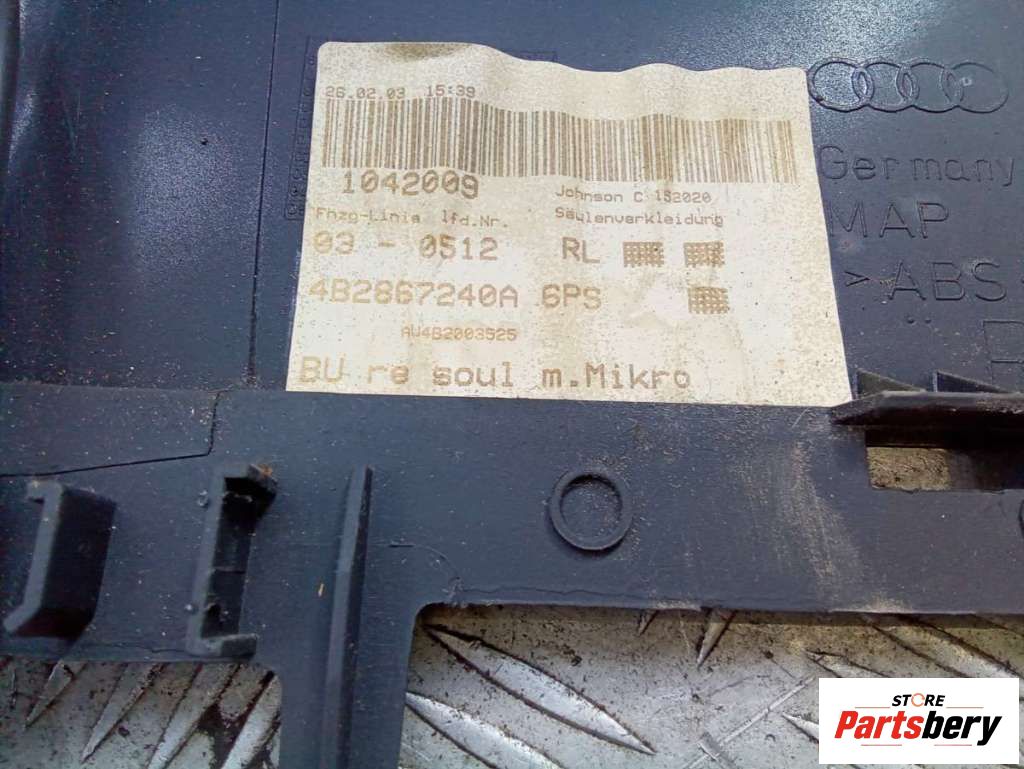 26.02.03 15:39
1042009
Johnson C 152020
Fhzg-Linie lfd.Nr.
Säulenverkleidung
03 - 0512 RL
4B2867240A 6PS
AU4B2003525
BU re soul m.Mikro
Germany
MAP
>ABS
STORE
Partsbery